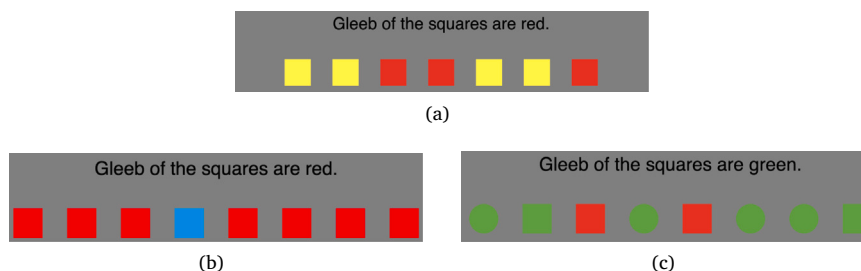 Gleeb of the squares are red.
(a)
Gleeb of the squares are red.
Gleeb of the squares are green.
(b)
(c)